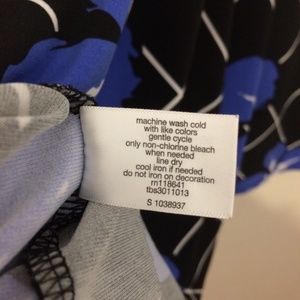 machine wash cold
with like colors
gentle cycle
only non-chlorine bleach
when needed
line dry
cool iron if needed
do not iron on decoration
rn118641
tbs3011013
S 1038937